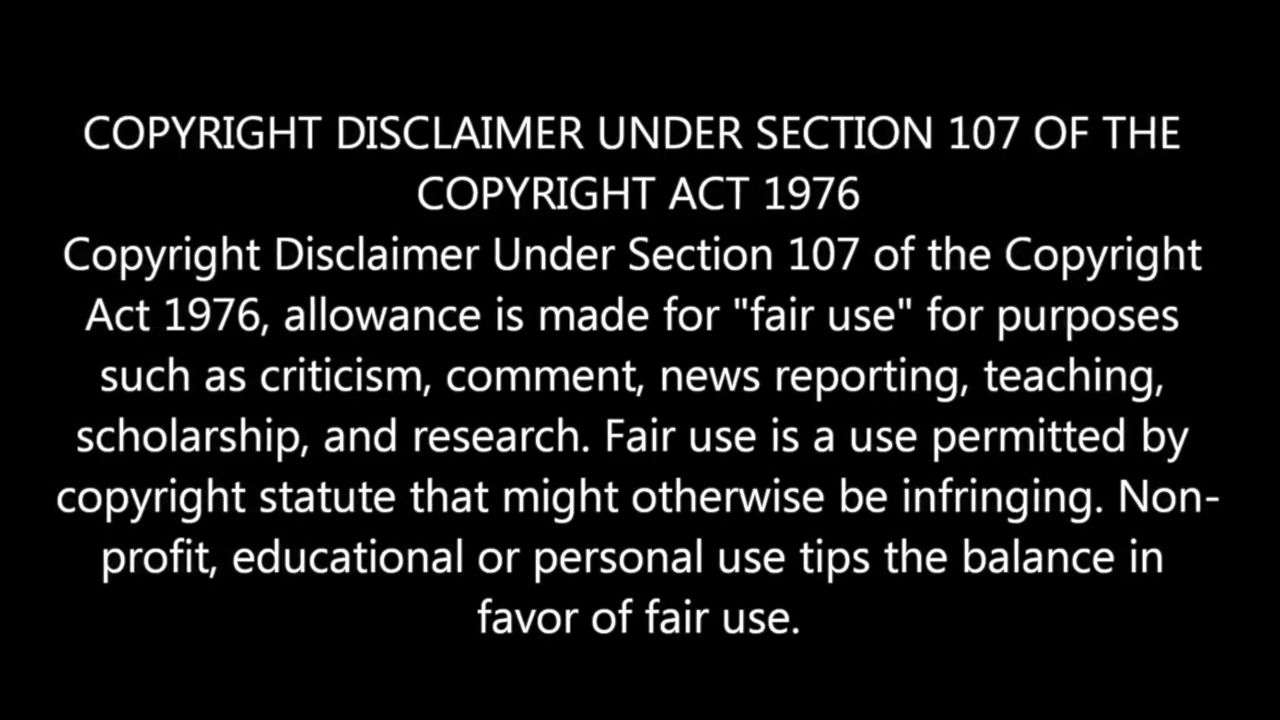 COPYRIGHT DISCLAIMER UNDER SECTION 107 OF THE
COPYRIGHT ACT 1976
Copyright Disclaimer Under Section 107 of the Copyright
Act 1976, allowance is made for "fair use" for purposes
such as criticism, comment, news reporting, teaching,
scholarship, and research. Fair use is a use permitted by
copyright statute that might otherwise be infringing. Non-
profit, educational or personal use tips the balance in
favor of fair use.